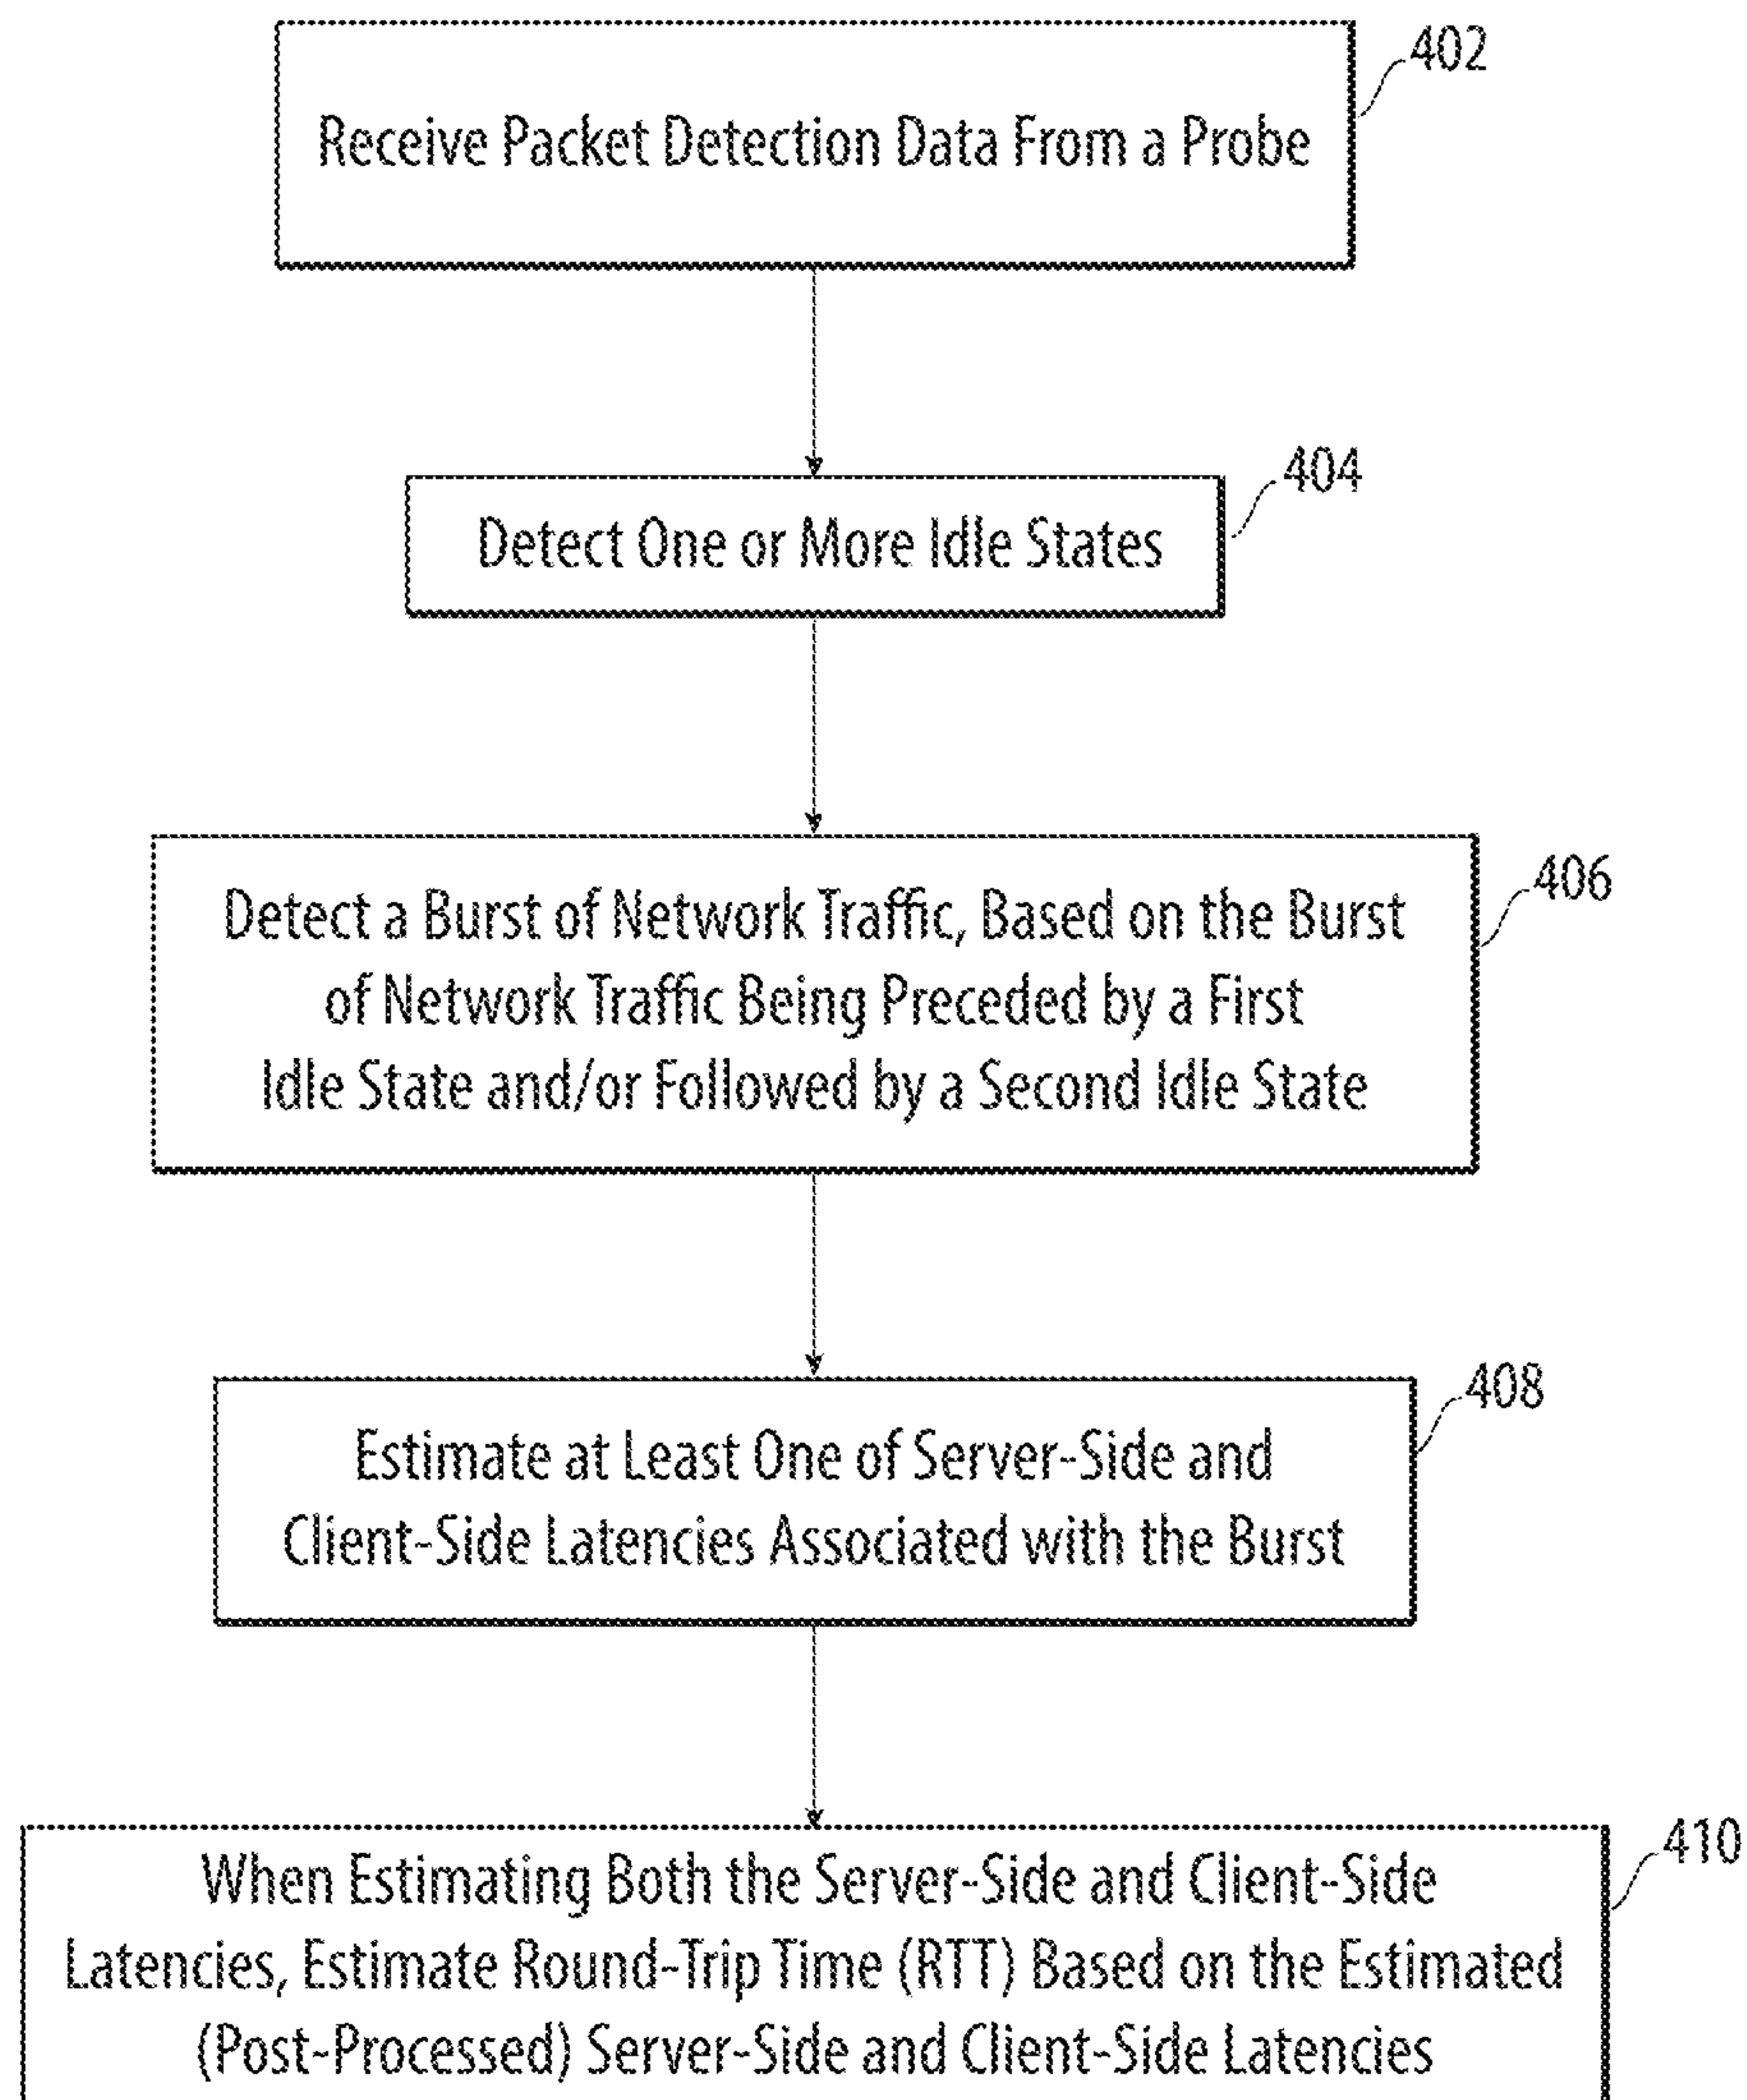 402
Receive Packet Detection Data From a Probe
404
Detect One or More Idle States
406
Detect a Burst of Network Traffic, Based on the Burst
of Network Traffic Being Preceded by a First
Idle State and/or Followed by a Second Idle State
408
Estimate at Least One of Server-Side and
Client-Side Latencies Associated with the Burst
410
When Estimating Both the Server-Side and Client-Side
Latencies, Estimate Round-Trip Time (RTT) Based on the Estimated
(Post-Processed) Server-Side and Client-Side Latencies